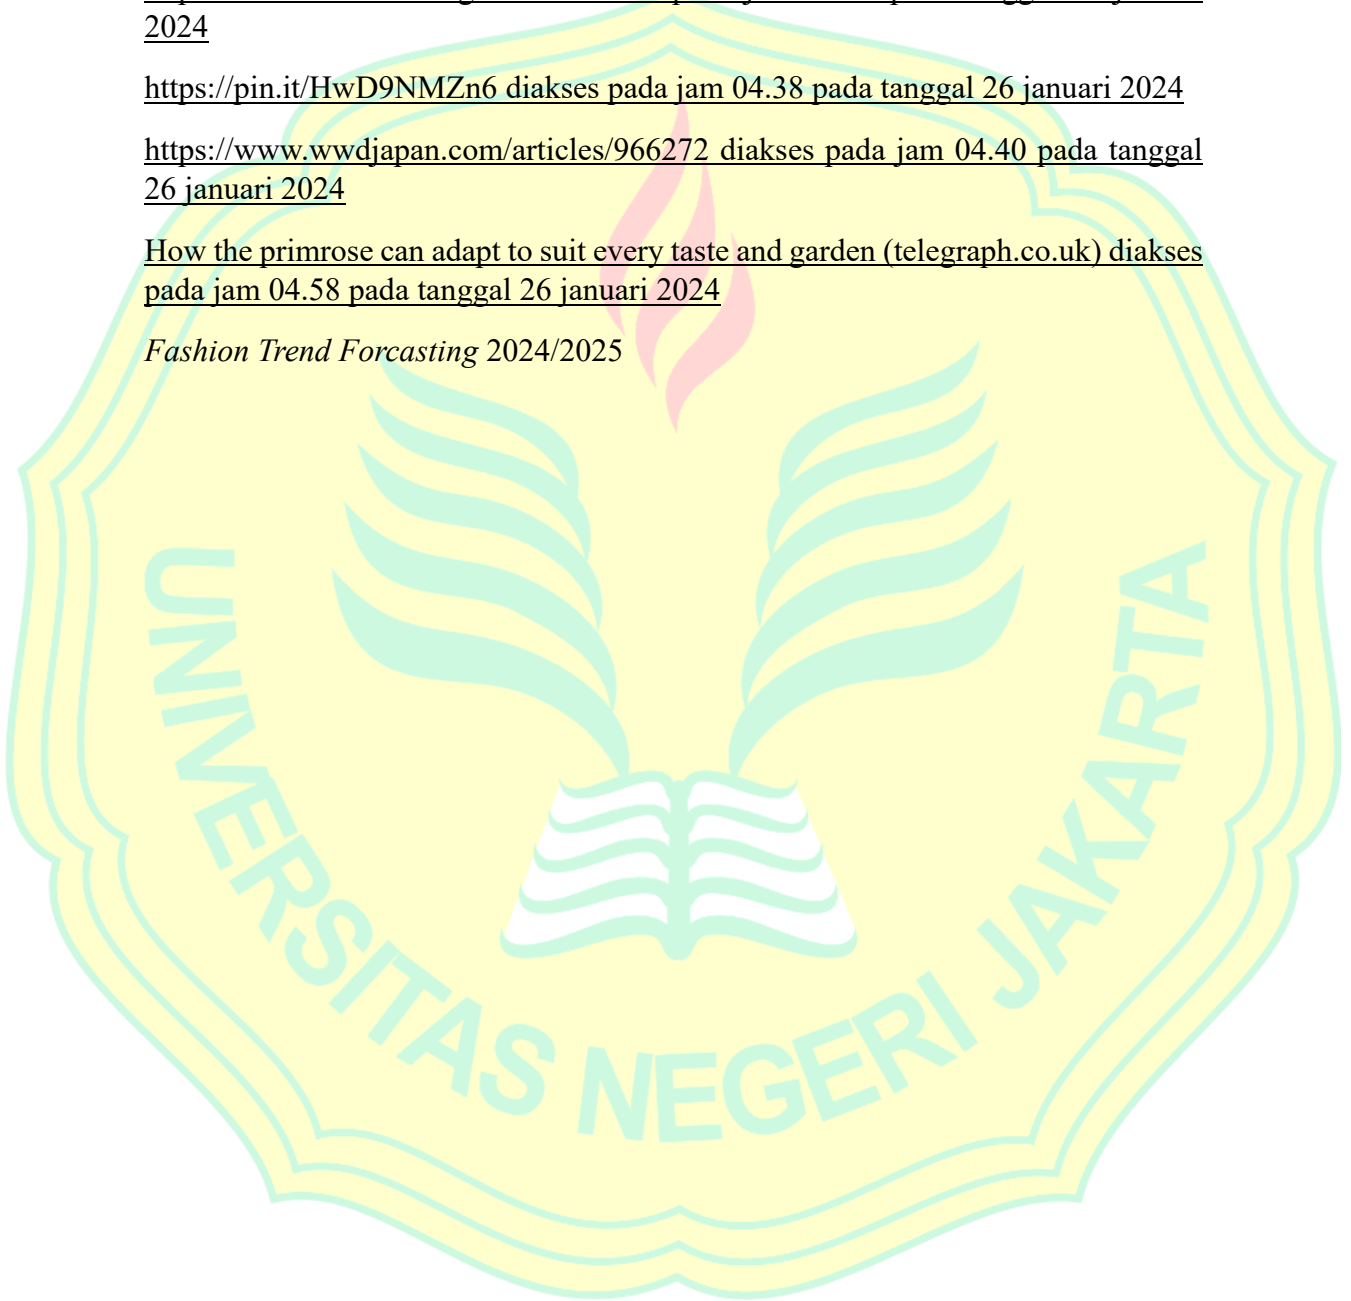 2024
https://pin.it/HwD9NMZn6 diakses pada jam 04.38 pada tanggal 26 januari 2024
https://www.wwdjapan.com/articles/966272 diakses pada jam 04.40 pada tanggal
26 januari 2024
How the primrose can adapt to suit every taste and garden (telegraph.co.uk) diakses
pada jam 04.58 pada tanggal 26 januari 2024
Fashion Trend Forcasting 2024/2025
UNIVERSITAS NEGERI JAKARTA